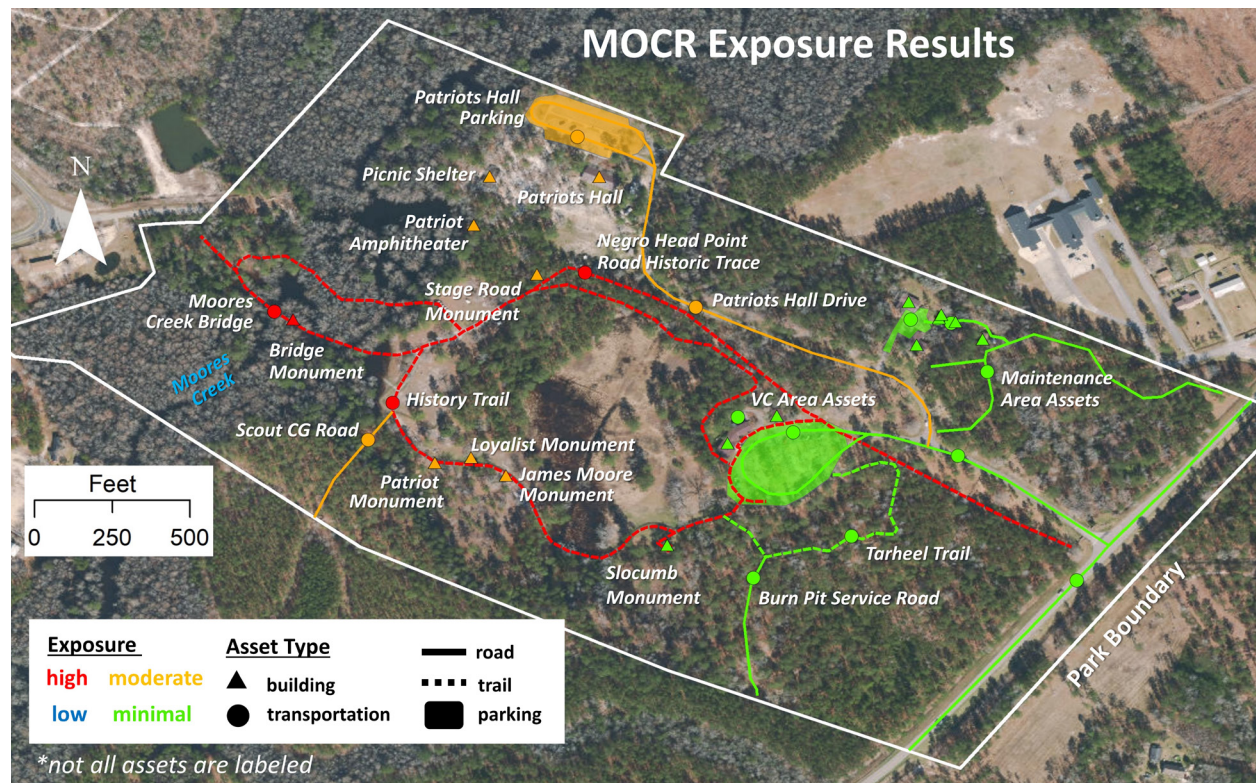 MOCR Exposure Results
Patriots Hall
Parking
Picnic Shelter
Patriots Hall
Patriot
Amphitheater
Negro Head Point
Road Historic Trace
Stage Road
Monument
Patriots Hall Drive
Moores
Creek Bridge
Bridge
Monument
Moores
Creek
History Trail
Scout CG Road
Loyalist Monument
Patriot
Monument
James Moore
Monument
VC Area Assets
Maintenance
Area Assets
Slocumb
Monument
Tarheel Trail
Burn Pit Service Road
Park Boundary
N
Feet
0 250 500
Exposure
high moderate
low minimal
Asset Type
building
transportation
road
trail
parking
*not all assets are labeled